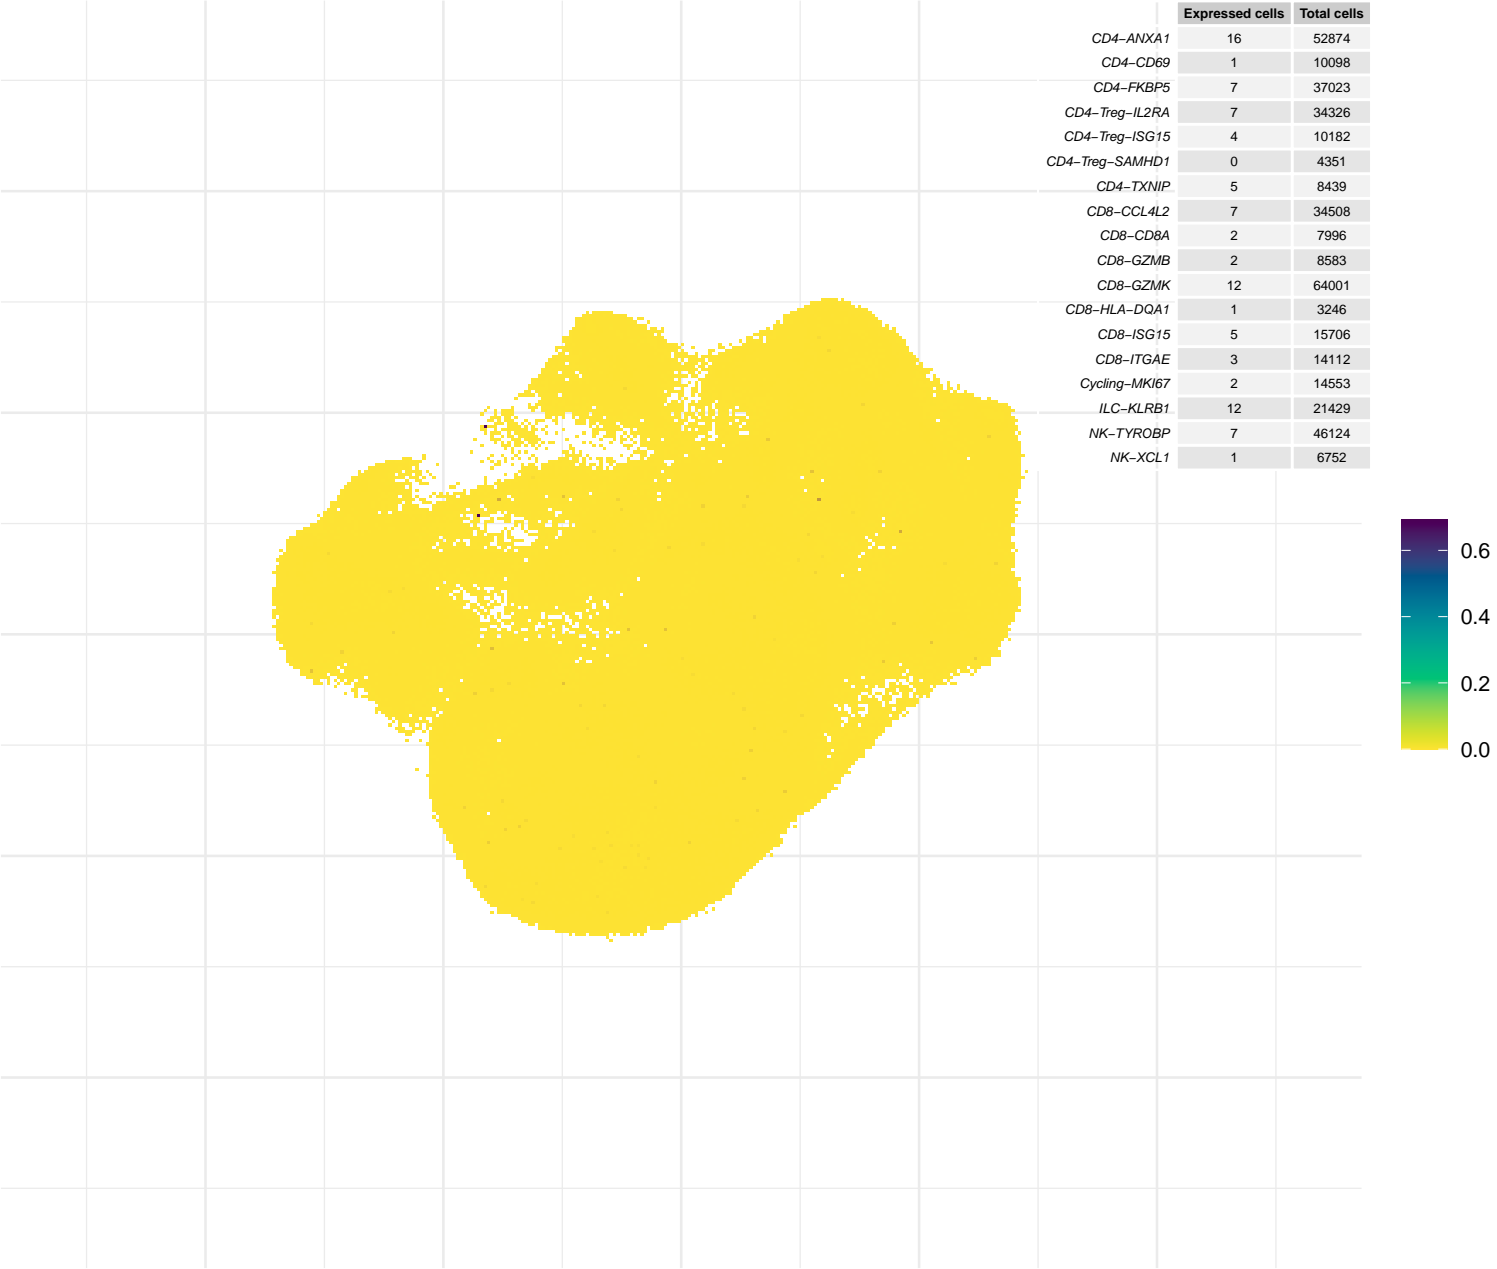 Expressed cells Total cells
CD4−ANXA1 16 52874
CD4−CD69 1 10098
CD4−FKBP5 7 37023
CD4−Treg−IL2RA 7 34326
CD4−Treg−ISG15 4 10182
CD4−Treg−SAMHD1 0 4351
CD4−TXNIP 5 8439
CD8−CCL4L2 7 34508
CD8−CD8A 2 7996
CD8−GZMB 2 8583
CD8−GZMK 12 64001
CD8−HLA−DQA1 1 3246
CD8−ISG15 5 15706
CD8−ITGAE 3 14112
Cycling−MKI67 2 14553
ILC−KLRB1 12 21429
NK−TYROBP 7 46124
NK−XCL1 1 6752
0.6
0.4
0.2
0.0